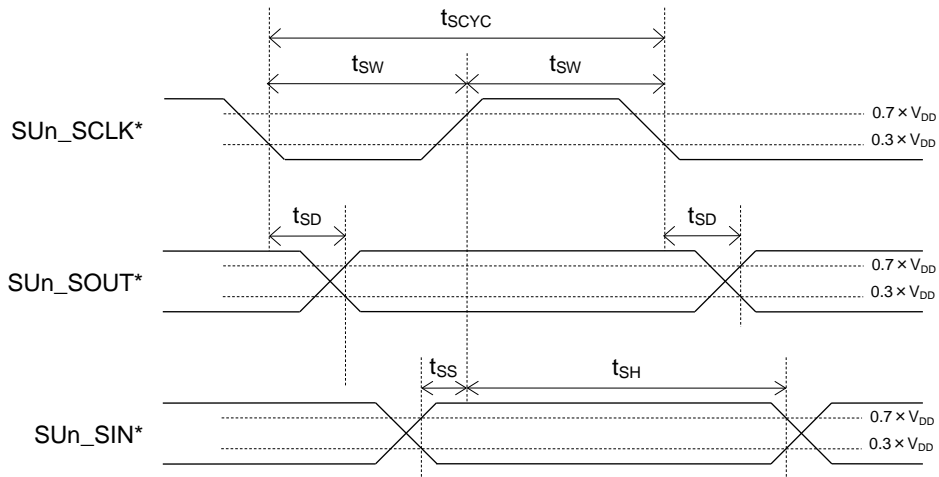 tSCYC
tSW tSW
SUn_SCLK*
0.7 × VDD
0.3 × VDD
tSD tSD
SUn_SOUT*
0.7 × VDD
0.3 × VDD
tSS tSH
SUn_SIN*
0.7 × VDD
0.3 × VDD